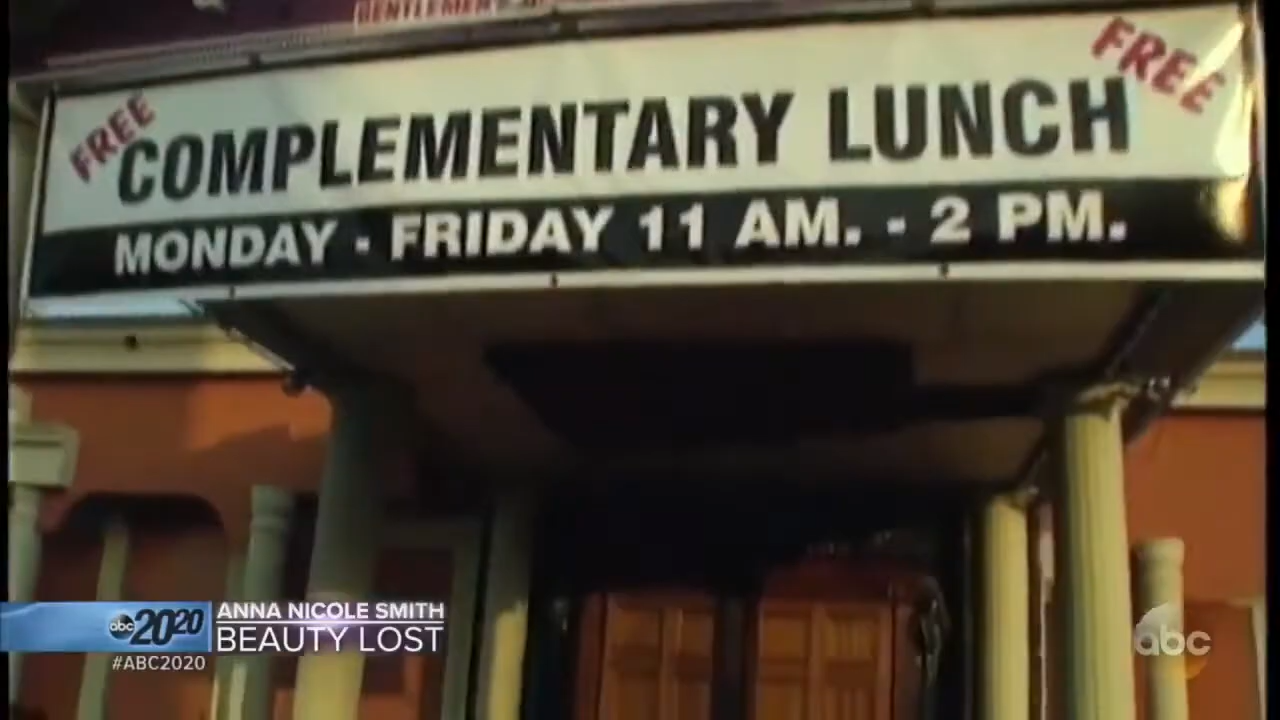 GENTLEMEN'S
FREE
FREE
COMPLEMENTARY LUNCH
MONDAY - FRIDAY 11 AM. - 2 PM.
abc 20/20
ANNA NICOLE SMITH
BEAUTY LOST
#ABC2020
abc